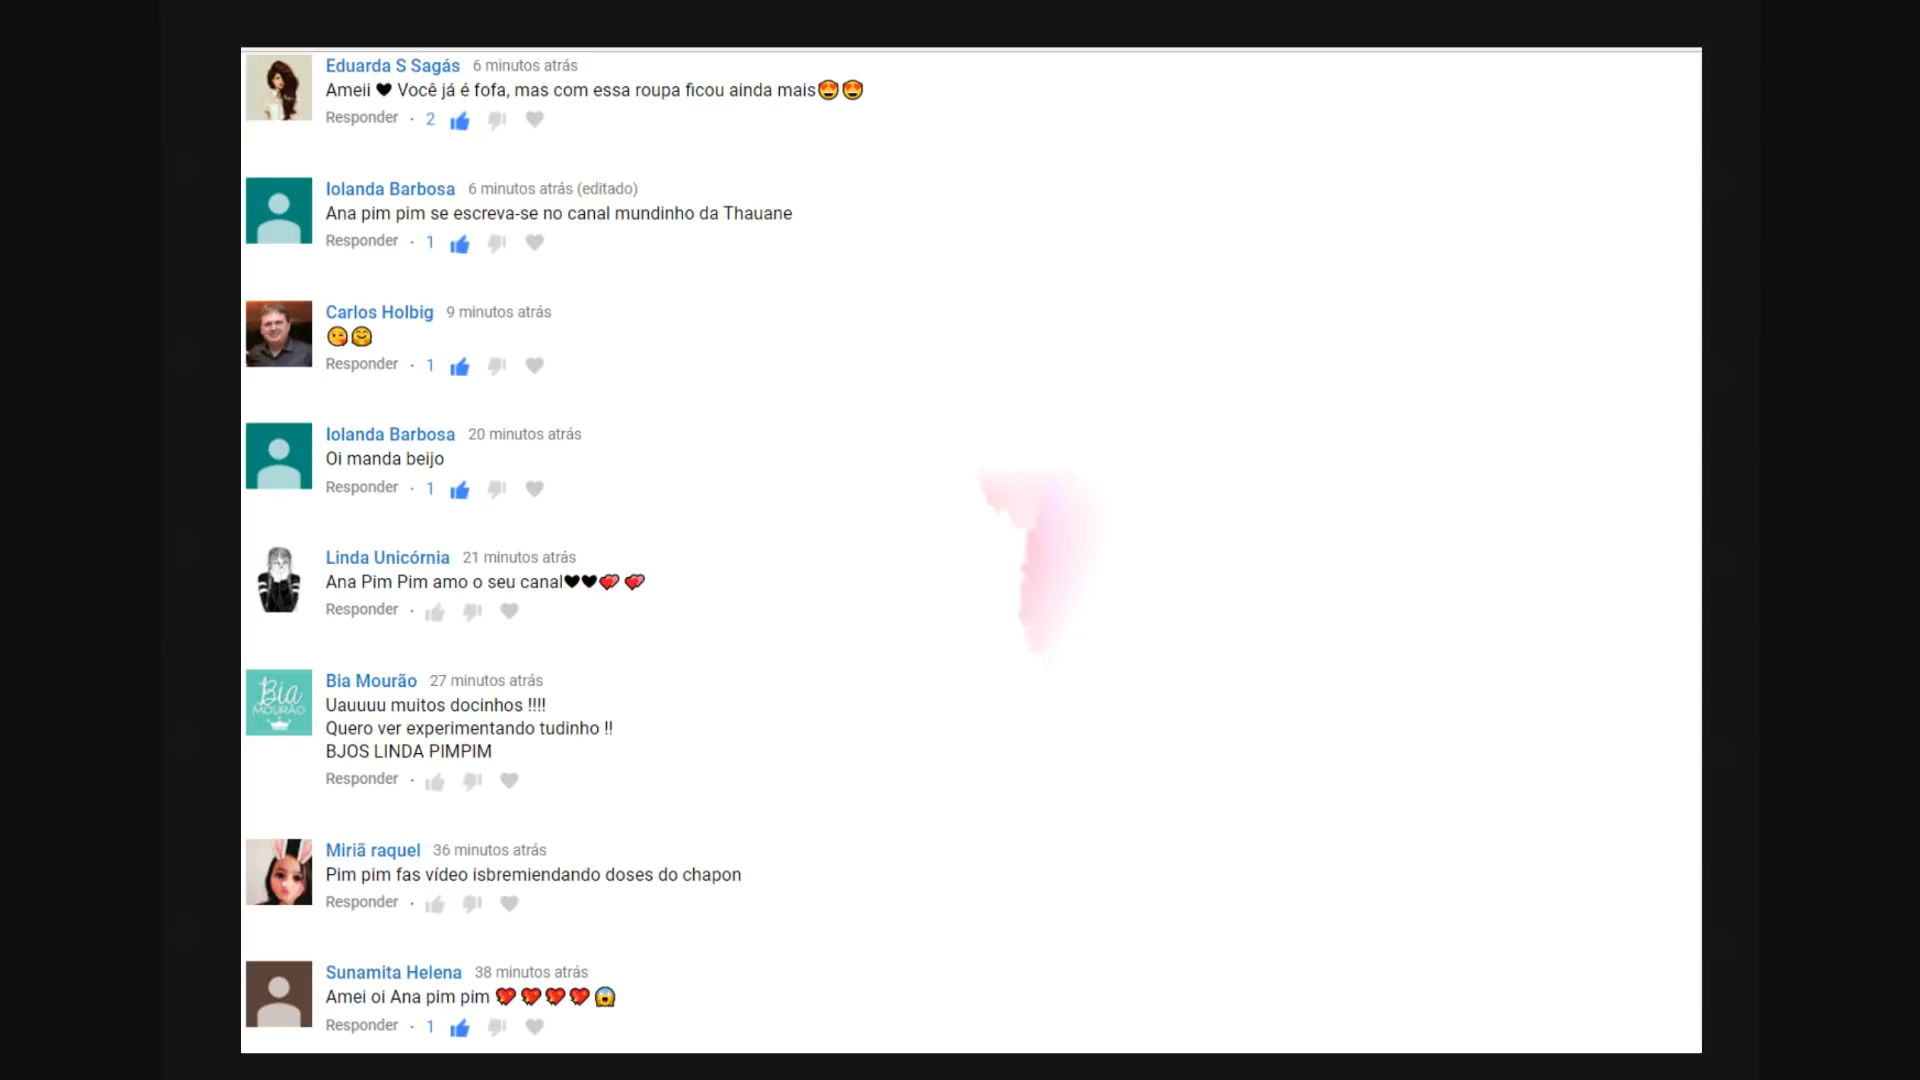 Eduarda S Sagás 6 minutos atrás
Ameii 🖤 Você já é fofa, mas com essa roupa ficou ainda mais😍😍
Responder · 2
Iolanda Barbosa 6 minutos atrás (editado)
Ana pim pim se escreva-se no canal mundinho da Thauane
Responder · 1
Carlos Holbig 9 minutos atrás
😘🤗
Responder · 1
Iolanda Barbosa 20 minutos atrás
Oi manda beijo
Responder · 1
Linda Unicórnia 21 minutos atrás
Ana Pim Pim amo o seu canal🖤🖤💕 💕
Responder ·
Bia MOURÃO
Bia Mourão 27 minutos atrás
Uauuuu muitos docinhos !!!!
Quero ver experimentando tudinho !!
BJOS LINDA PIMPIM
Responder ·
Miriã raquel 36 minutos atrás
Pim pim fas vídeo isbremiendando doses do chapon
Responder ·
Sunamita Helena 38 minutos atrás
Amei oi Ana pim pim 💖💖💖💖😱
Responder · 1